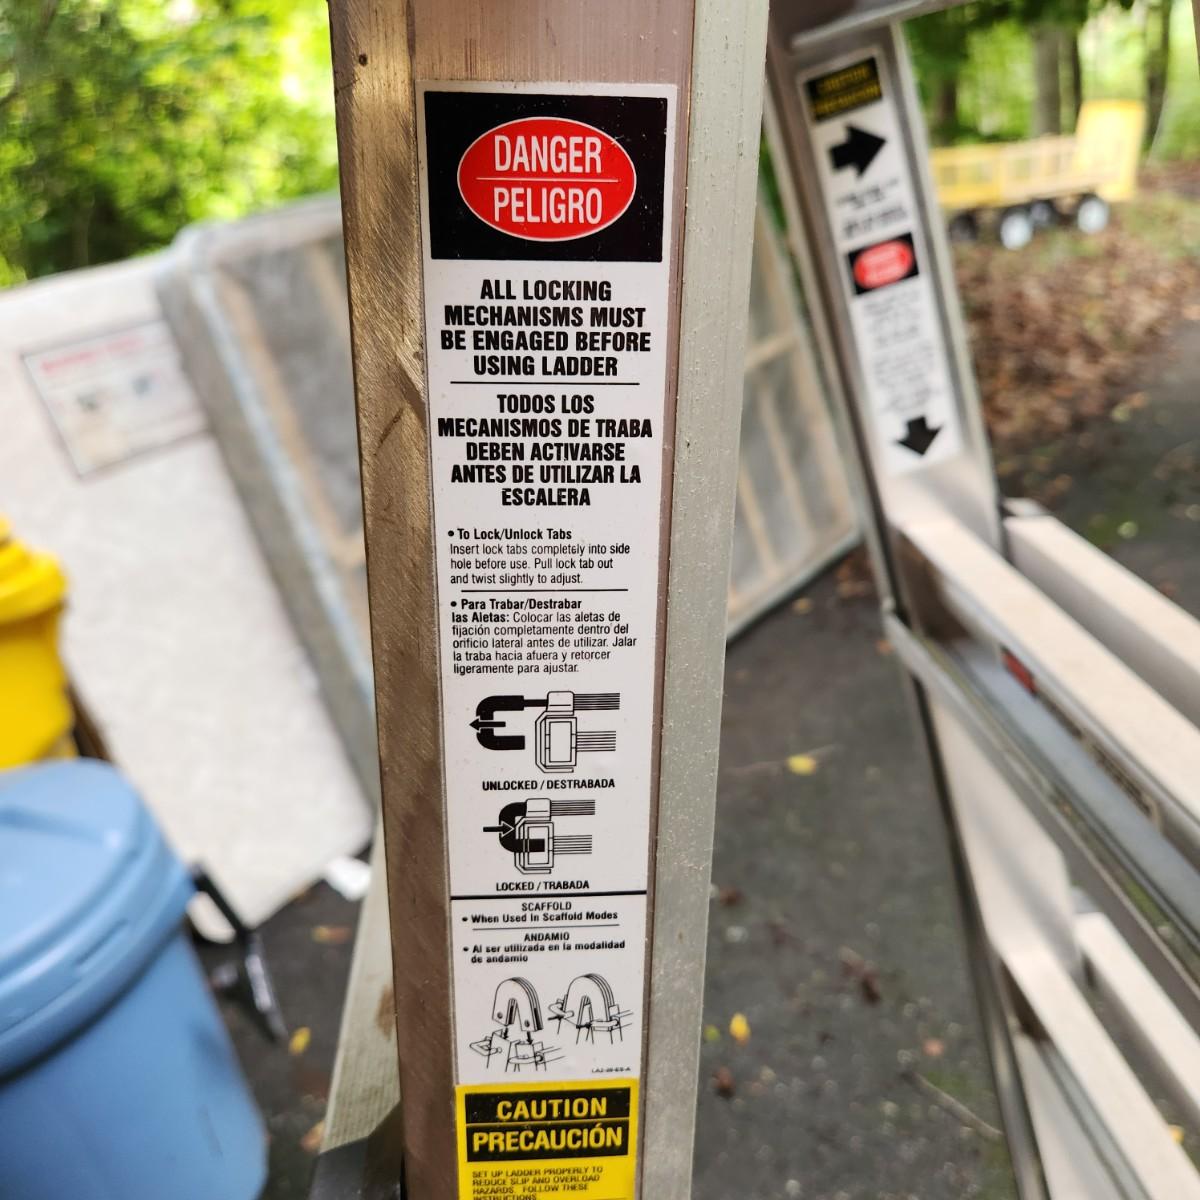 DANGER
PELIGRO
ALL LOCKING
MECHANISMS MUST
BE ENGAGED BEFORE
USING LADDER
TODOS LOS
MECANISMOS DE TRABA
DEBEN ACTIVARSE
ANTES DE UTILIZAR LA
ESCALERA
• To Lock/Unlock Tabs
Insert lock tabs completely into side
hole before use. Pull lock tab out
and twist slightly to adjust.
• Para Trabar/Destrabar
las Aletas: Colocar las aletas de
fijación completamente dentro del
orificio lateral antes de utilizar. Jalar
la traba hacia afuera y retorcer
ligeramente para ajustar.
UNLOCKED / DESTRABADA
LOCKED / TRABADA
SCAFFOLD
• When Used In Scaffold Modes
ANDAMIO
• Al ser utilizada en la modalidad
de andamio
CAUTION
PRECAUCIÓN
SET UP LADDER PROPERLY TO
REDUCE SLIP AND OVERLOAD
HAZARDS. FOLLOW THESE
INSTRUCTIONS
CAUTION
PRECAUCIÓN